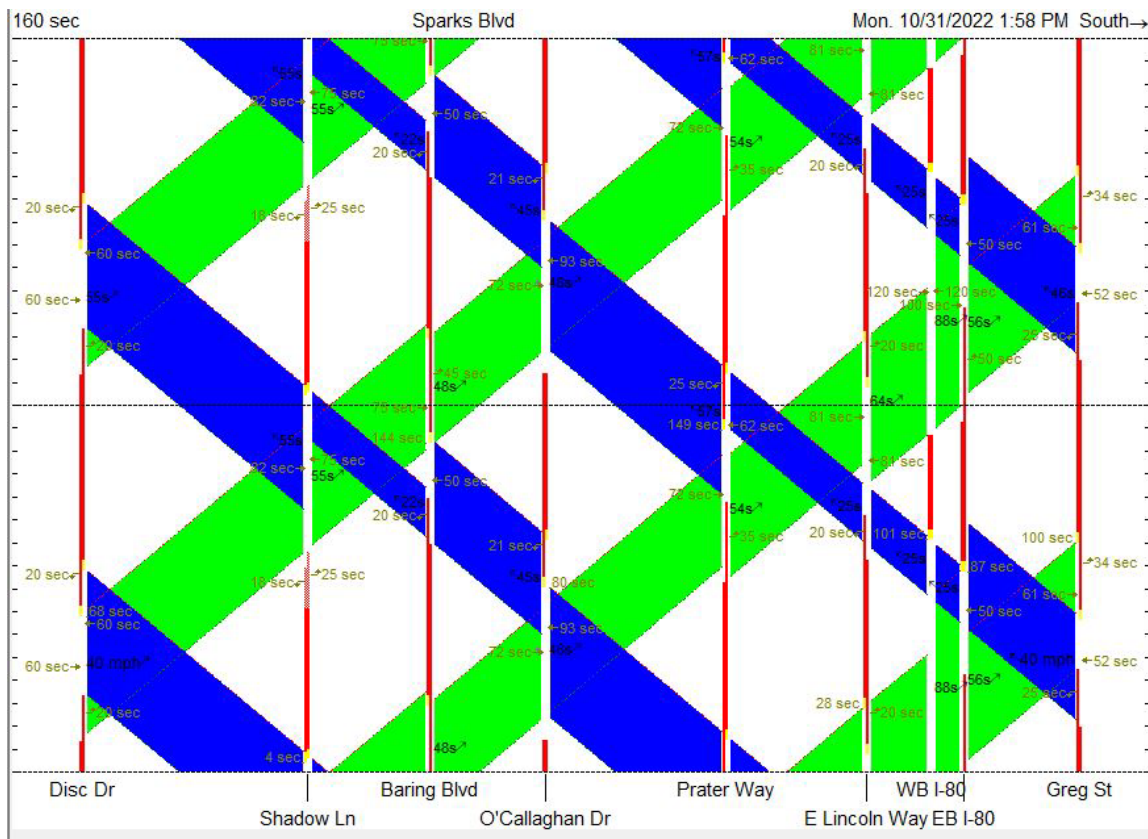 160 sec Sparks Blvd Mon. 10/31/2022 1:58 PM South→
75 sec 81 sec
55s 57s ←62 sec
22 sec→ ←75 sec 55s↗ 81 sec
←50 sec
72 sec→ 54s↗
22s 25s
20 sec 20 sec
21 sec 35 sec
25s 34 sec
20 sec 18 sec 25 sec 45s 25s
61 sec
←60 sec ←93 sec ←50 sec
72 sec→ 48s↗
60 sec→ 55s↗ 120 sec→ ←120 sec 46s ←52 sec
100 sec→
88s↗ 56s↗
20 sec 20 sec 25 sec
45 sec 50 sec
48s↗ 25 sec
64s↗
75 sec→ 57s 81 sec→
149 sec ←62 sec
144 sec 55s
22 sec→ ←75 sec 55s↗ ←81 sec
←50 sec
72 sec→ 54s↗
22s 25s
20 sec 20 sec 101 sec
35 sec 100 sec
21 sec 25s
20 sec 18 sec 25 sec 45s 80 sec 25s 87 sec 34 sec
61 sec
68 sec ←50 sec
←60 sec ←93 sec
72 sec→ 48s↗
60 sec→ 40 mph 40 mph ←52 sec
88s↗ 56s↗
25 sec
20 sec 28 sec 20 sec
48s↗
4 sec
Disc Dr Baring Blvd Prater Way WB I-80 Greg St
Shadow Ln O'Callaghan Dr E Lincoln Way EB I-80